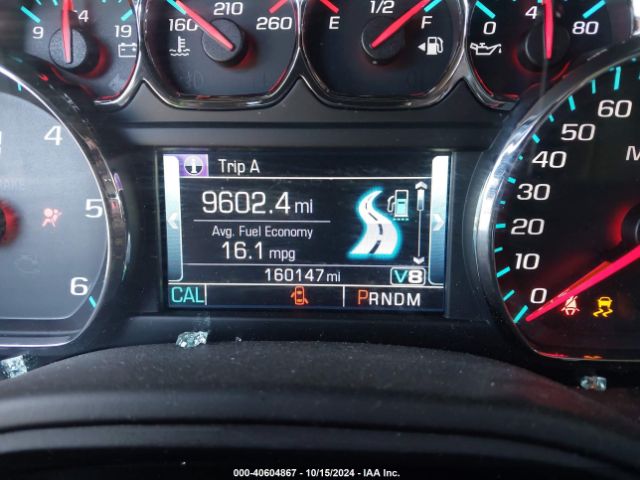 9 14 19
160 210 260
E 1/2 F
0 4 80
4
5
6
Trip A
9602.4 mi
Avg. Fuel Economy
16.1 mpg
160147 mi
V8
CAL
PRNDM
60
50
40
30
20
10
0
M
000-40604867 - 10/15/2024 - IAA Inc.